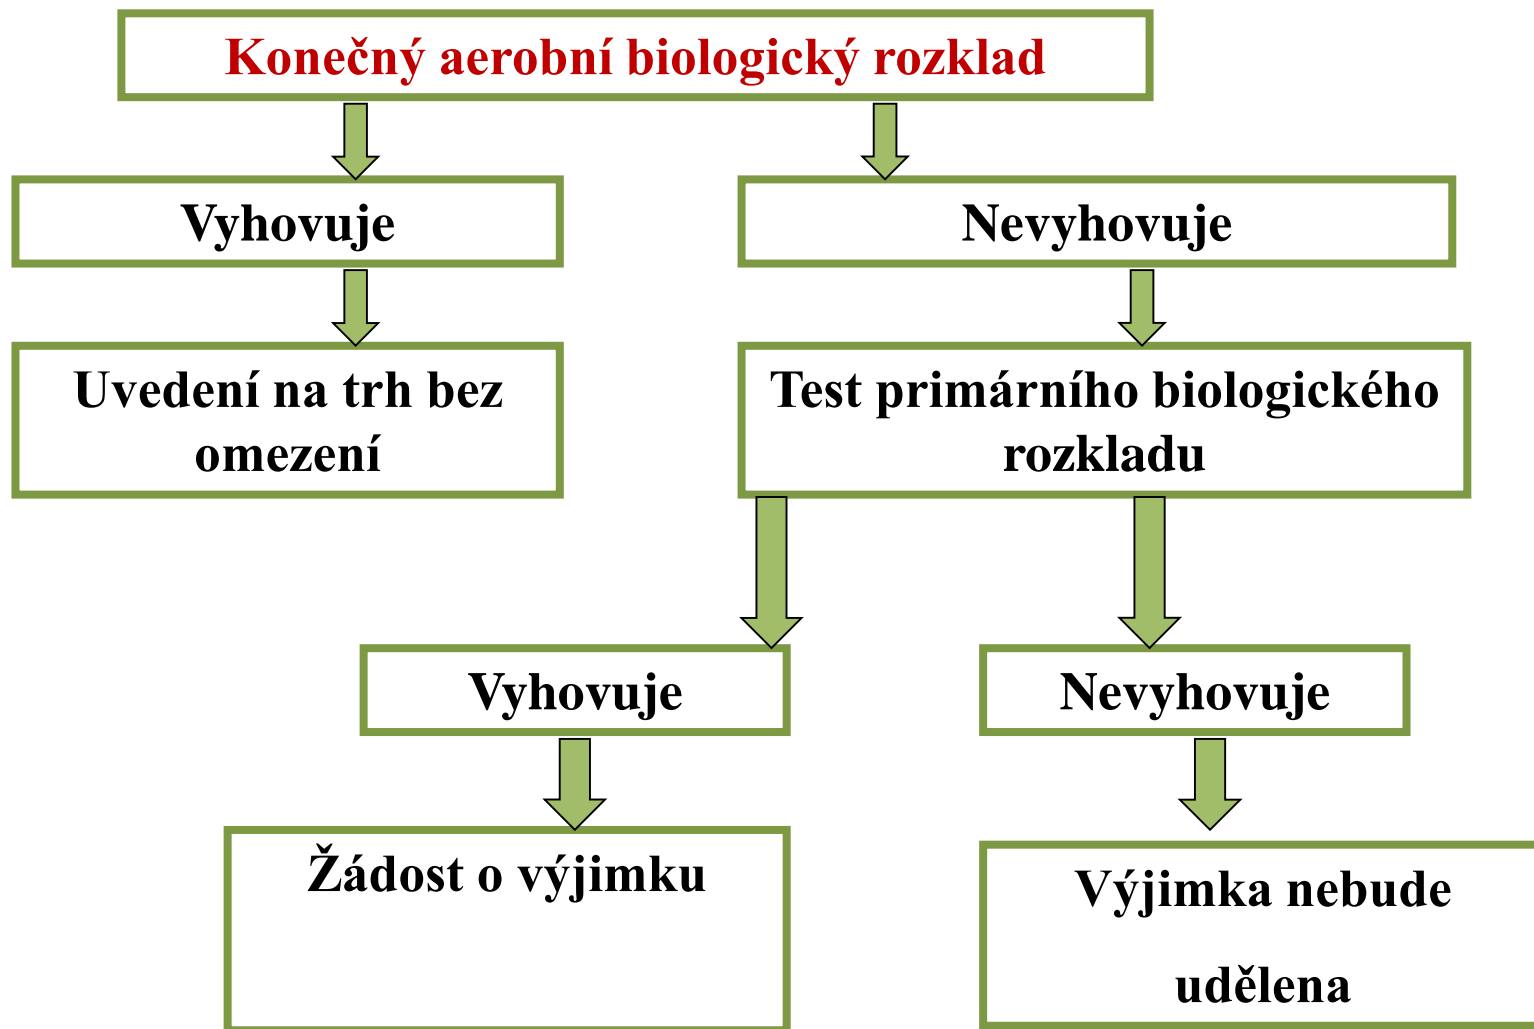 Konečný aerobní biologický rozklad
Vyhovuje
Nevyhovuje
Uvedení na trh bez
omezení
Test primárního biologického
rozkladu
Vyhovuje
Nevyhovuje
Žádost o výjimku
Výjimka nebude
udělena